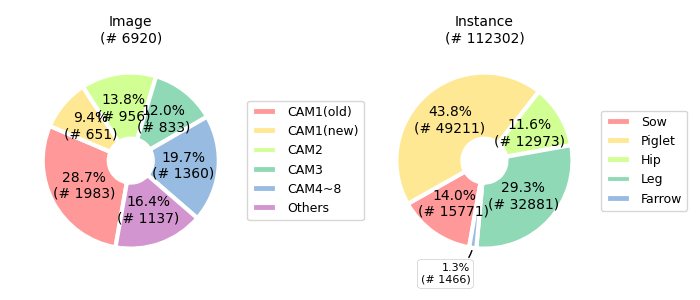 Image
(# 6920)
13.8%
(# 956)
12.0%
(# 833)
9.4%
(# 651)
19.7%
(# 1360)
28.7%
(# 1983)
16.4%
(# 1137)
CAM1(old)
CAM1(new)
CAM2
CAM3
CAM4~8
Others
Instance
(# 112302)
43.8%
(# 49211)
11.6%
(# 12973)
29.3%
(# 32881)
14.0%
(# 15771)
1.3%
(# 1466)
Sow
Piglet
Hip
Leg
Farrow